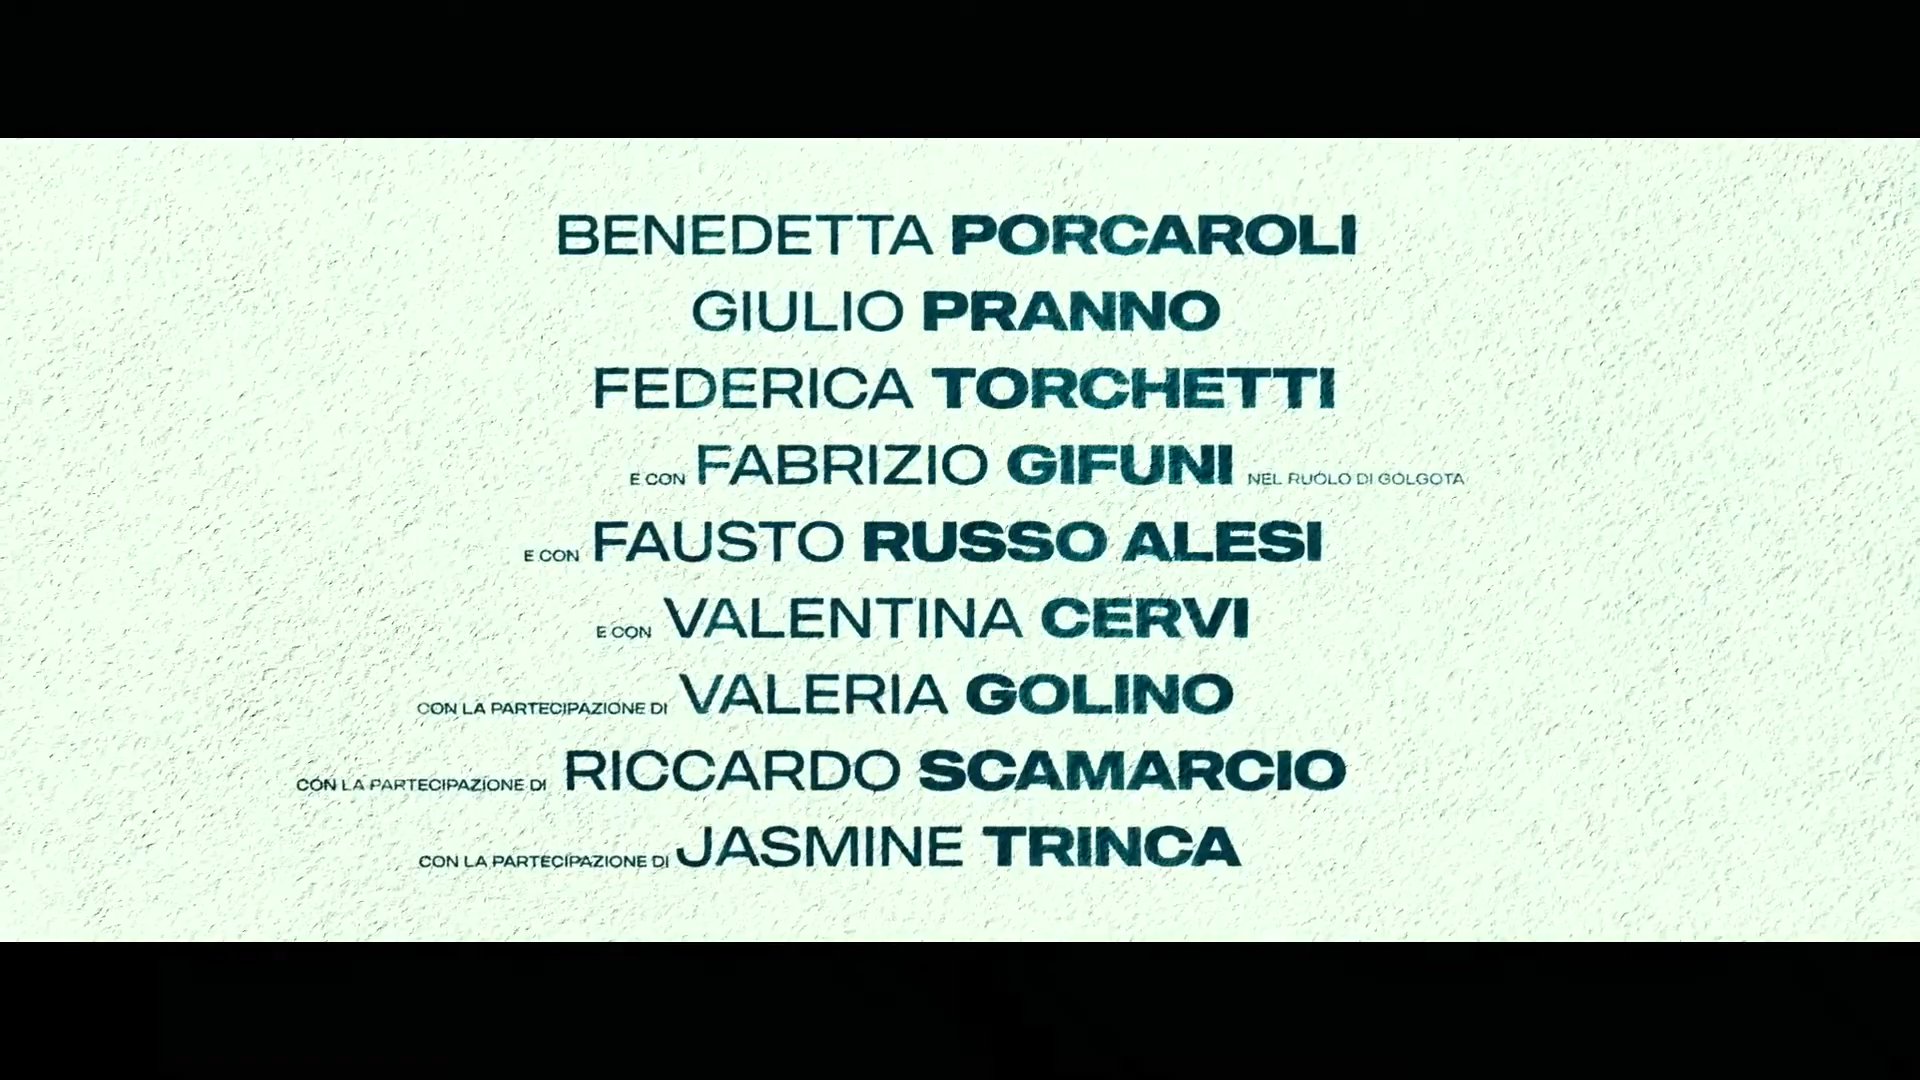 BENEDETTA PORCAROLI
GIULIO PRANNO
FEDERICA TORCHETTI
E CON FABRIZIO GIFUNI NEL RUOLO DI GOLGOTA
E CON FAUSTO RUSSO ALESI
E CON VALENTINA CERVI
CON LA PARTECIPAZIONE DI VALERIA GOLINO
CON LA PARTECIPAZIONE DI RICCARDO SCAMARCIO
CON LA PARTECIPAZIONE DI JASMINE TRINCA